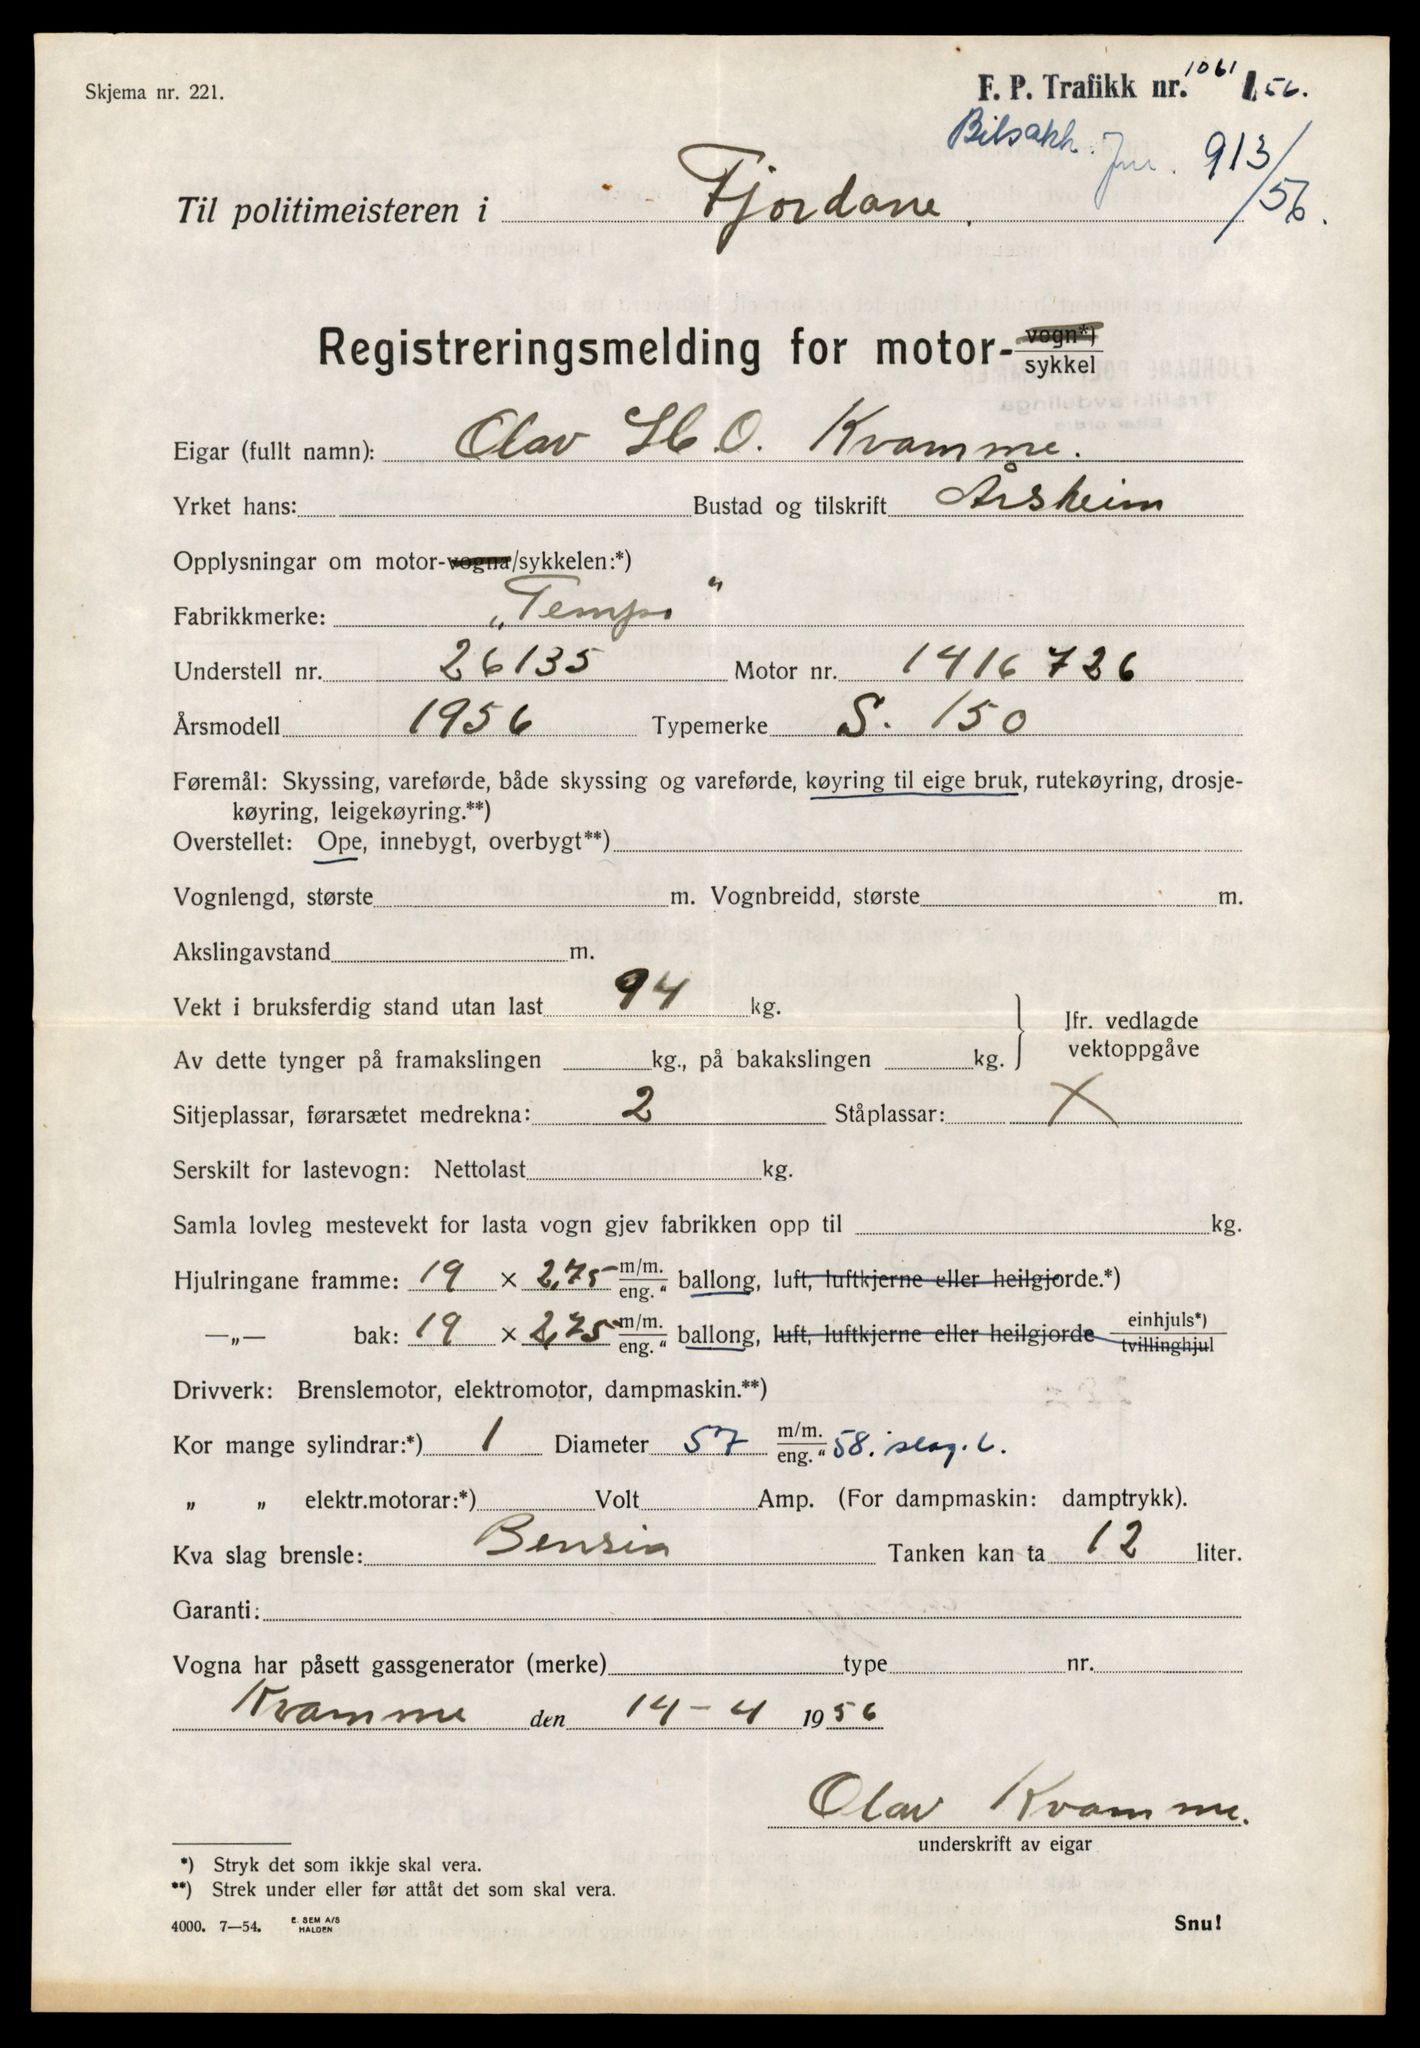 Skjema nr. 221.
F. P. Trafikk nr. 1061 /56.
Bilsakk. Jnr. 913/56.
Til politimeisteren i Fjordane.
Registreringsmelding for motor-vogn*)/sykkel
Eigar (fullt namn): Olav H. O. Kvamme.
Yrket hans: Bustad og tilskrift Årsheim
Opplysningar om motor-vogna/sykkelen:*)
Fabrikkmerke: „Tempo“
Understell nr. 26135 Motor nr. 1416726
Årsmodell 1956 Typemerke S. 150
Føremål: Skyssing, vareførde, både skyssing og vareførde, køyring til eige bruk, rutekøyring, drosje-
køyring, leigekøyring.**)
Overstellet: Ope, innebygt, overbygt**)
Vognlengd, største m. Vognbreidd, største m.
Akslingavstand m.
Vekt i bruksferdig stand utan last 94 kg.
Av dette tynger på framakslingen kg., på bakakslingen kg. } Jfr. vedlagde vektoppgåve
Sitjeplassar, førarsætet medrekna: 2 Ståplassar: X
Serskilt for lastevogn: Nettolast kg.
Samla lovleg mestevekt for lasta vogn gjev fabrikken opp til kg.
Hjulringane framme: 19 × 2,75 m/m. eng. “ ballong, luft, luftkjerne eller heilgjorde.*)
—„— bak: 19 × 2,75 m/m. eng. “ ballong, luft, luftkjerne eller heilgjorde einhjuls*) tvillinghjul
Drivverk: Brenslemotor, elektromotor, dampmaskin.**)
Kor mange sylindrar:*) 1 Diameter 57 m/m. eng. “ 58. slag. l.
„ „ elektr.motorar:*) Volt Amp. (For dampmaskin: damptrykk).
Kva slag brensle: Bensin Tanken kan ta 12 liter.
Garanti:
Vogna har påsett gassgenerator (merke) type nr.
Kvamme den 14-4 1956
Olav Kvamme.
underskrift av eigar
*) Stryk det som ikkje skal vera.
**) Strek under eller før attåt det som skal vera.
4000. 7—54. E. SEM A/S HALDEN
Snu!